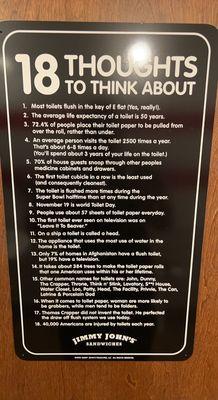 18 THOUGHTS
TO THINK ABOUT
1. Most toilets flush in the key of E flat (Yes, really!).
2. The average life expectancy of a toilet is 50 years.
3. 72.4% of people place their toilet paper to be pulled from
over the roll, rather than under.
4. An average person visits the toilet 2500 times a year.
That's about 6-8 times a day.
(You'll spend about 3 years of your life on the toilet.)
5. 70% of house guests snoop through other peoples
medicine cabinets and drawers.
6. The first toilet cubicle in a row is the least used
(and consequently cleanest).
7. The toilet is flushed more times during the
Super Bowl halftime than at any time during the year.
8. November 19 is world Toilet Day.
9. People use about 57 sheets of toilet paper everyday.
10. The first toilet ever seen on television was on
"Leave It To Beaver."
11. On a ship a toilet is called a head.
12. The appliance that uses the most use of water in the
home is the toilet.
13. Only 7% of homes in Afghanistan have a flush toilet,
but 19% have a television.
14. It takes about 384 trees to make the toilet paper rolls
that one American uses within his or her lifetime.
15. Other common names for toilets are: John, Dunny,
The Crapper, Throne, Think n' Stink, Lavatory, S**t House,
Water Closet, Loo, Potty, Head, The Facility, Privvie, The Can,
Latrine & Porcelain God
16. When it comes to toilet paper, woman are more likely to
be grabbers, while men tend to be folders.
17. Thomas Crapper did not invent the toilet. He perfected
the draw off flush system we use today.
18. 40,000 Americans are injured by toilets each year.
JIMMY JOHN'S
SANDWICHES